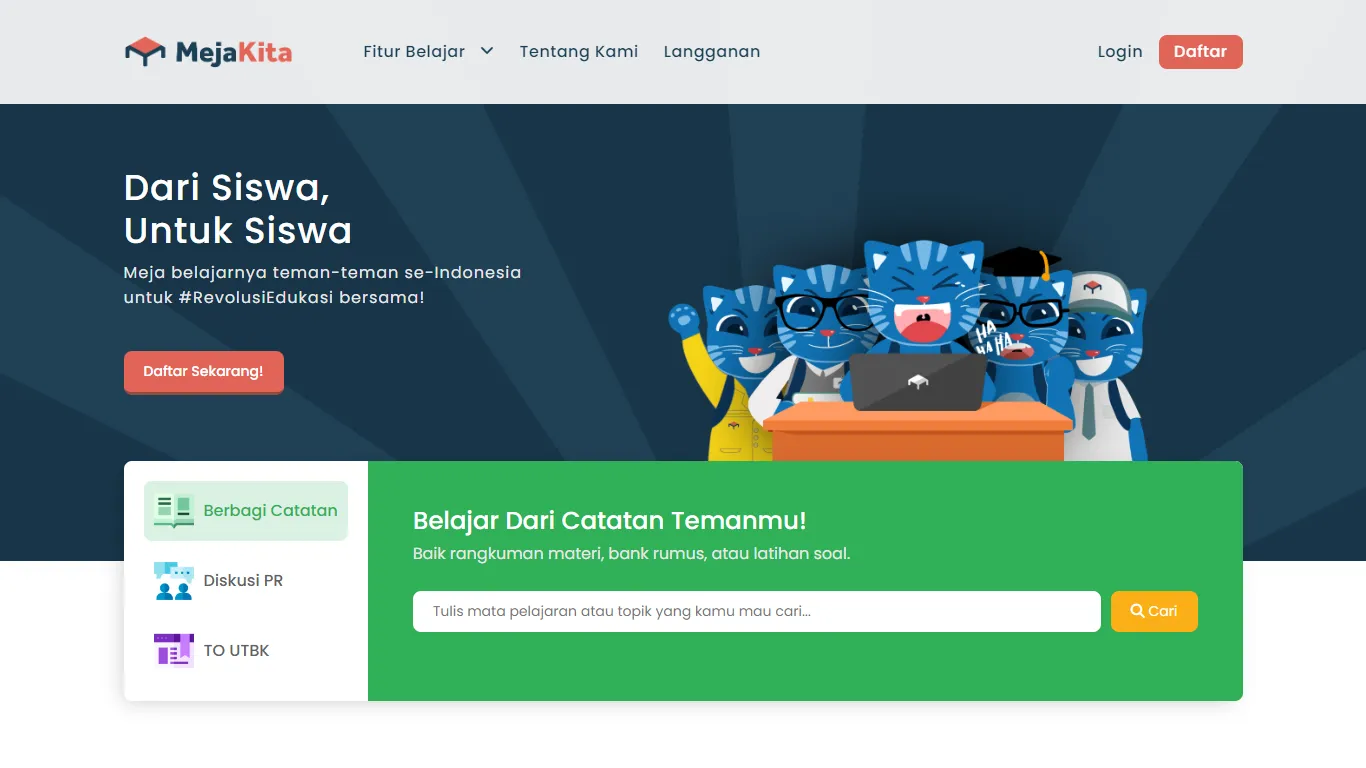 MejaKita
Fitur Belajar
Tentang Kami
Langganan
Login
Daftar
Dari Siswa,
Untuk Siswa
Meja belajarnya teman-teman se-Indonesia
untuk #RevolusiEdukasi bersama!
Daftar Sekarang!
HA
HA HA
Berbagi Catatan
Diskusi PR
TO UTBK
Belajar Dari Catatan Temanmu!
Baik rangkuman materi, bank rumus, atau latihan soal.
Tulis mata pelajaran atau topik yang kamu mau cari...
Cari